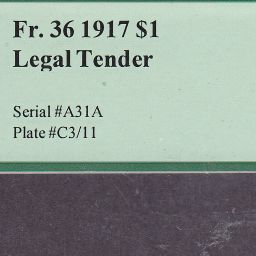 Fr. 36 1917 $1
Legal Tender
Serial #A31A
Plate #C3/11